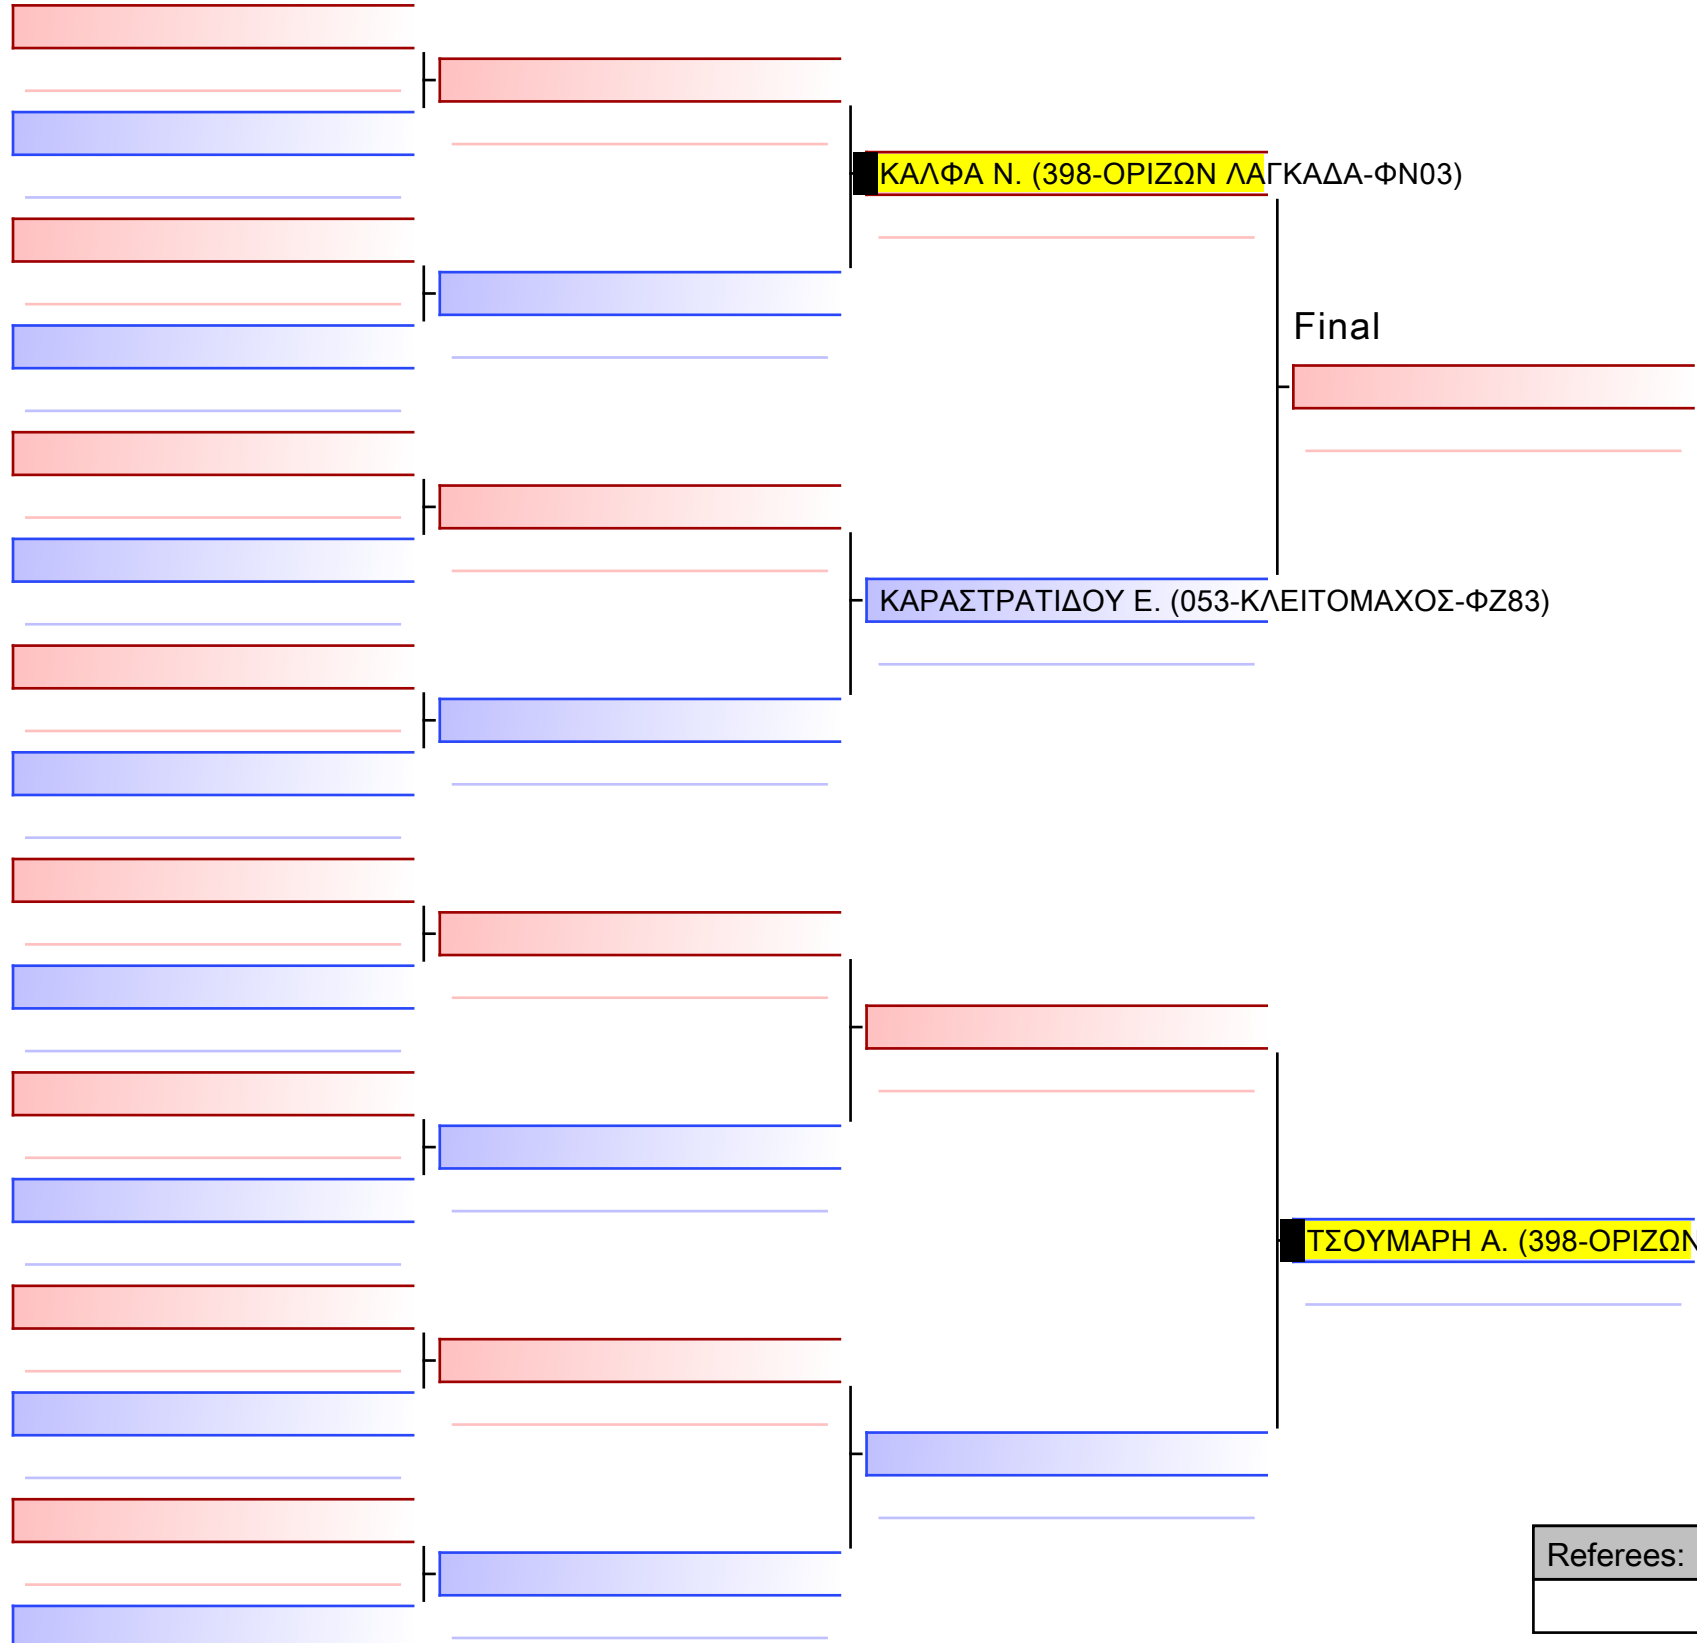 ΚΑΛΦΑ Ν. (398-ΟΡΙΖΩΝ ΛΑΓΚΑΔΑ-ΦΝ03)
Final
ΚΑΡΑΣΤΡΑΤΙΔΟΥ Ε. (053-ΚΛΕΙΤΟΜΑΧΟΣ-ΦΖ83)
ΤΣΟΥΜΑΡΗ Α. (398-ΟΡΙΖΩΝ
Referees: